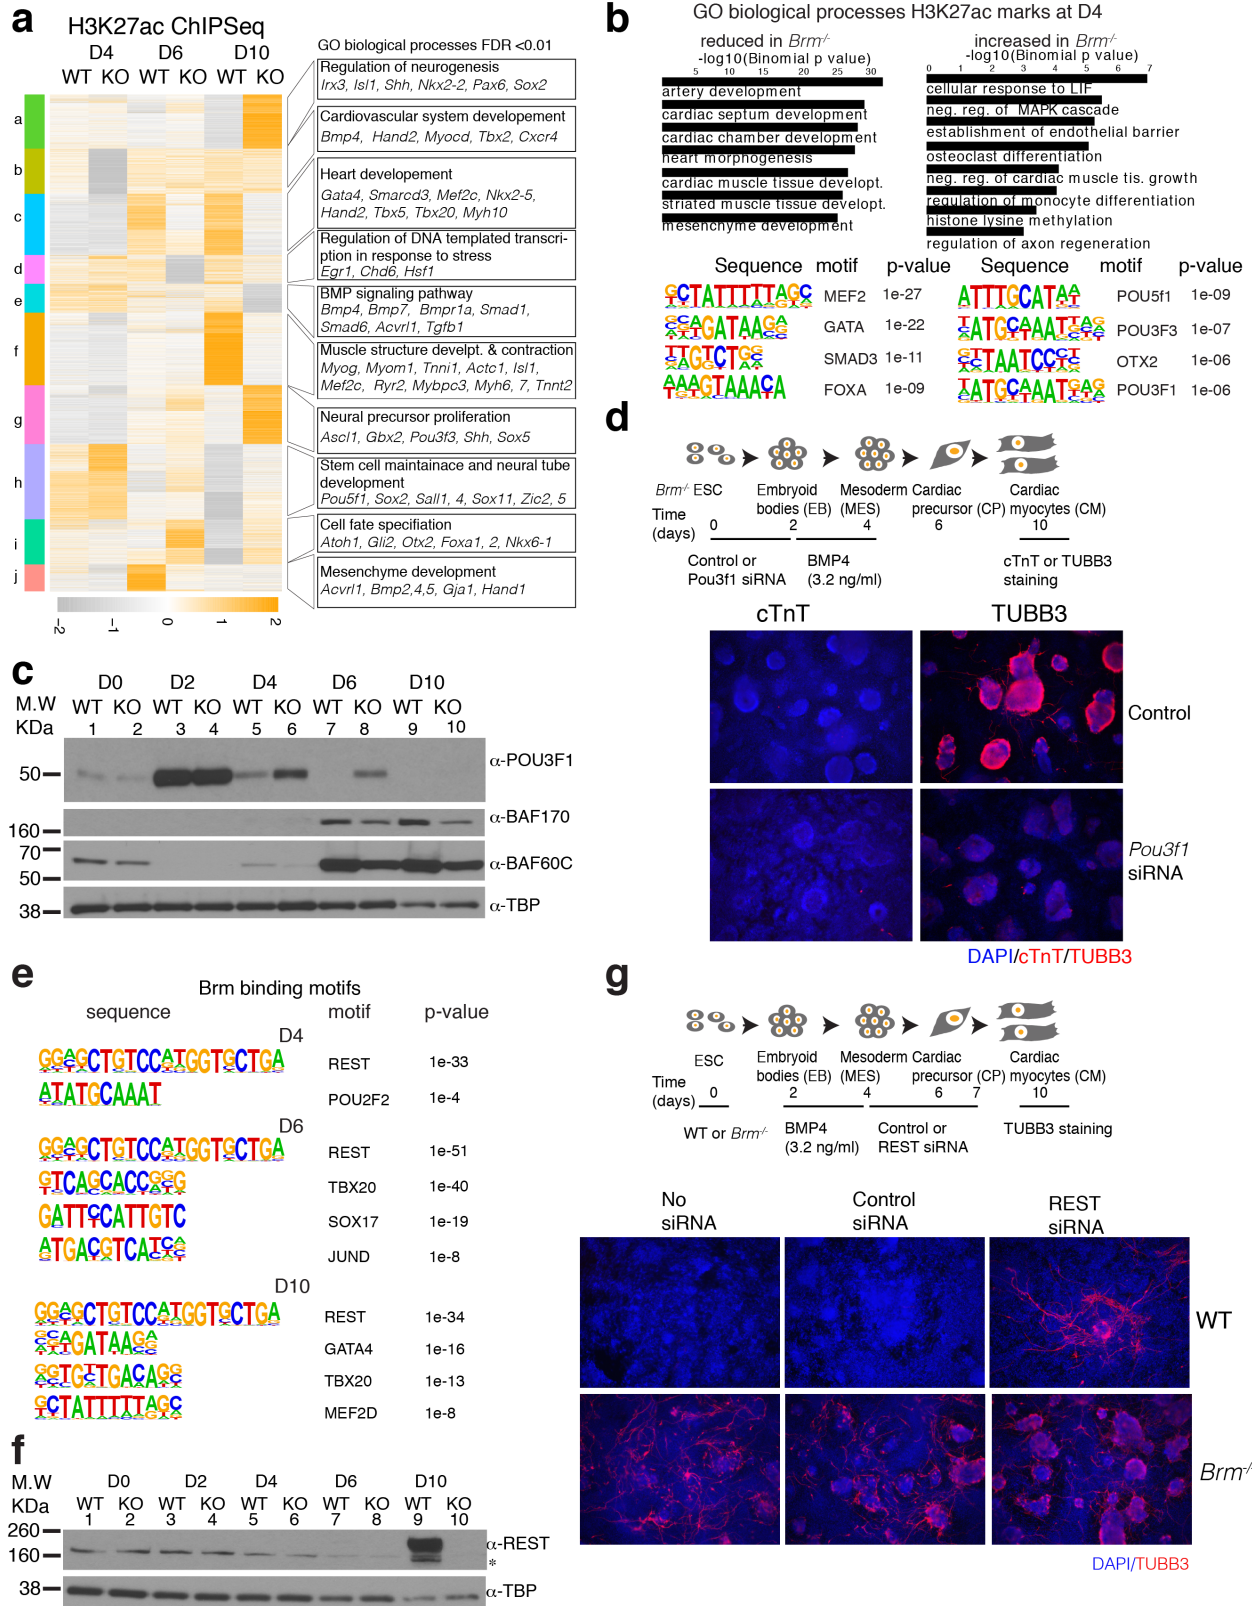 a
H3K27ac ChIPSeq
D4 D6 D10
WT KO WT KO WT KO
GO biological processes FDR <0.01
a
b
c
d
e
f
g
h
i
j
-2 -1 0 1 2
Regulation of neurogenesis
Irx3, Isl1, Shh, Nkx2-2, Pax6, Sox2
Cardiovascular system developement
Bmp4, Hand2, Myocd, Tbx2, Cxcr4
Heart developement
Gata4, Smarcd3, Mef2c, Nkx2-5,
Hand2, Tbx5, Tbx20, Myh10
Regulation of DNA templated transcri-
ption in response to stress
Egr1, Chd6, Hsf1
BMP signaling pathway
Bmp4, Bmp7, Bmpr1a, Smad1,
Smad6, Acvrl1, Tgfb1
Muscle structure develpt. & contraction
Myog, Myom1, Tnni1, Actc1, Isl1,
Mef2c, Ryr2, Mybpc3, Myh6, 7, Tnnt2
Neural precursor proliferation
Ascl1, Gbx2, Pou3f3, Shh, Sox5
Stem cell maintainace and neural tube
development
Pou5f1, Sox2, Sall1, 4, Sox11, Zic2, 5
Cell fate specifiation
Atoh1, Gli2, Otx2, Foxa1, 2, Nkx6-1
Mesenchyme development
Acvrl1, Bmp2,4,5, Gja1, Hand1
b
GO biological processes H3K27ac marks at D4
reduced in Brm-/-
-log10(Binomial p value)
5 10 15 20 25 30
artery development
cardiac septum development
cardiac chamber development
heart morphogenesis
cardiac muscle tissue developt.
striated muscle tissue developt.
mesenchyme development
increased in Brm-/-
-log10(Binomial p value)
0 1 2 3 4 5 6 7
cellular response to LIF
neg. reg. of MAPK cascade
establishment of endothelial barrier
osteoclast differentiation
neg. reg. of cardiac muscle tis. growth
regulation of monocyte differentiation
histone lysine methylation
regulation of axon regeneration
Sequence motif p-value
GCTATTTTTAGC MEF2 1e-27
GATAAG GATA 1e-22
GTCTG SMAD3 1e-11
AAAGTAAACA FOXA 1e-09
Sequence motif p-value
ATTTGCATAA POU5f1 1e-09
ATGCAAAT POU3F3 1e-07
TAATCC OTX2 1e-06
ATGCAAAT POU3F1 1e-06
c
D0 D2 D4 D6 D10
M.W WT KO WT KO WT KO WT KO WT KO
KDa 1 2 3 4 5 6 7 8 9 10
50 α-POU3F1
160 α-BAF170
70
50 α-BAF60C
38 α-TBP
d
Brm-/- ESC
Embryoid bodies (EB)
Mesoderm (MES)
Cardiac precursor (CP)
Cardiac myocytes (CM)
Time (days) 0 2 4 6 10
Control or Pou3f1 siRNA
BMP4 (3.2 ng/ml)
cTnT or TUBB3 staining
cTnT TUBB3
Control
Pou3f1
siRNA
DAPI/cTnT/TUBB3
e
Brm binding motifs
sequence motif p-value
D4
GGAGCTGTCCATGGTGCTGA REST 1e-33
ATATGCAAAT POU2F2 1e-4
D6
GGAGCTGTCCATGGTGCTGA REST 1e-51
GTCAGCACCGGG TBX20 1e-40
GATTCCATTGTC SOX17 1e-19
ATGACGTCATCA JUND 1e-8
D10
GGAGCTGTCCATGGTGCTGA REST 1e-34
GATAAG GATA4 1e-16
GGTGCTGACAGG TBX20 1e-13
GCTATTTTTAGC MEF2D 1e-8
f
M.W D0 D2 D4 D6 D10
KDa WT KO WT KO WT KO WT KO WT KO
1 2 3 4 5 6 7 8 9 10
260
160 α-REST
*
38 α-TBP
g
ESC
Embryoid bodies (EB)
Mesoderm (MES)
Cardiac precursor (CP)
Cardiac myocytes (CM)
Time (days) 0 2 4 6 7 10
WT or Brm-/-
BMP4 (3.2 ng/ml)
Control or REST siRNA
TUBB3 staining
No siRNA
Control siRNA
REST siRNA
WT
Brm-/-
DAPI/TUBB3